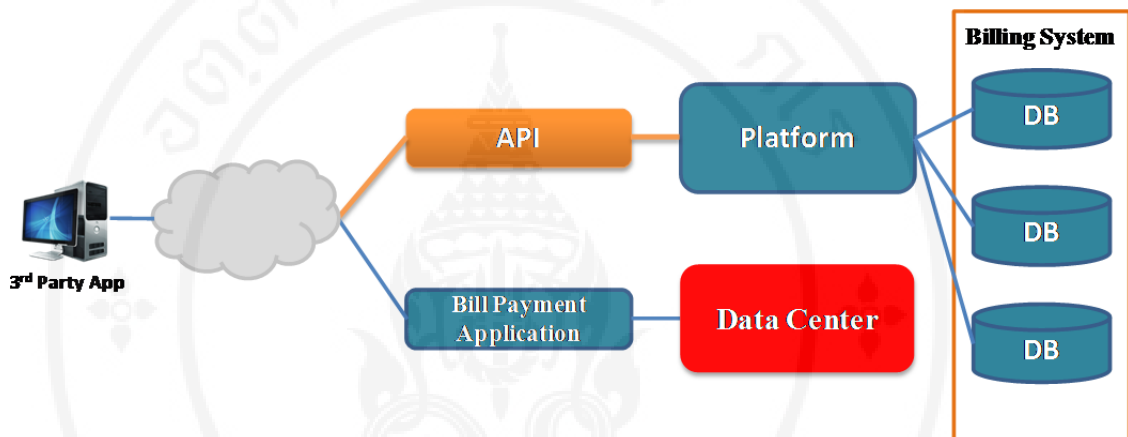 Billing System
DB
API
Platform
DB
3rd Party App
Bill Payment
Application
Data Center
DB